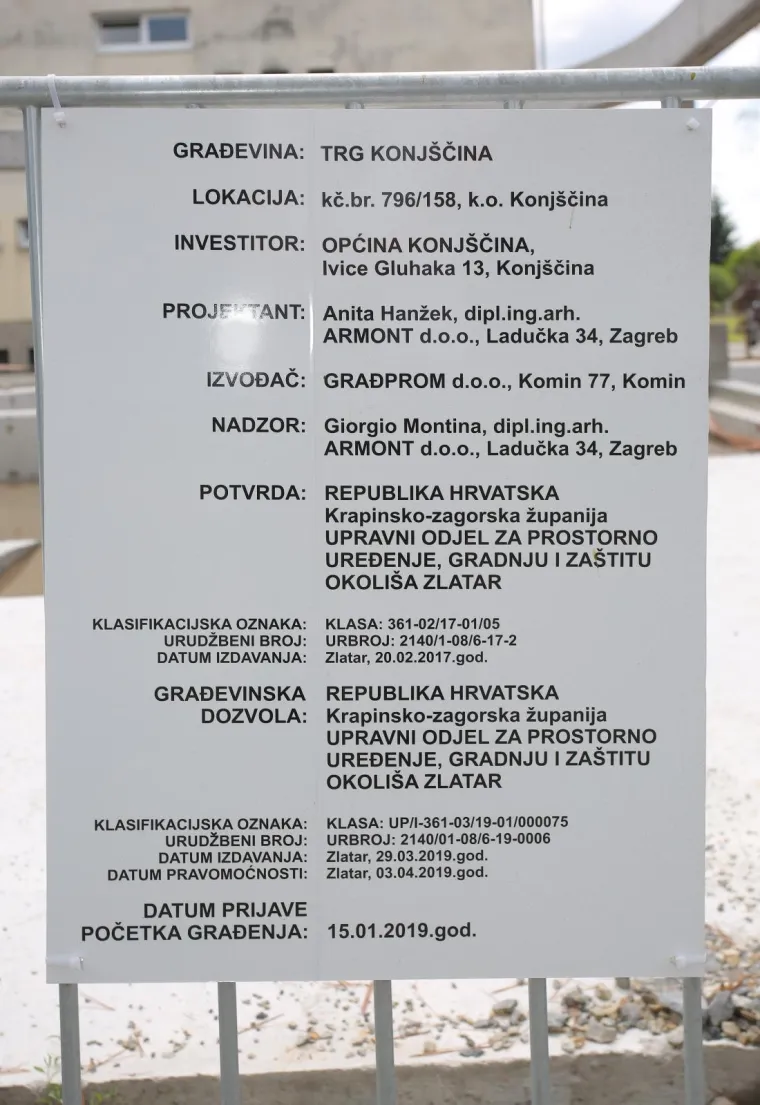 GRAĐEVINA: TRG KONJŠČINA
LOKACIJA: kč.br. 796/158, k.o. Konjščina
INVESTITOR: OPĆINA KONJŠČINA,
Ivice Gluhaka 13, Konjščina
PROJEKTANT: Anita Hanžek, dipl.ing.arh.
ARMONT d.o.o., Ladučka 34, Zagreb
IZVOĐAČ: GRAĐPROM d.o.o., Komin 77, Komin
NADZOR: Giorgio Montina, dipl.ing.arh.
ARMONT d.o.o., Ladučka 34, Zagreb
POTVRDA: REPUBLIKA HRVATSKA
Krapinsko-zagorska županija
UPRAVNI ODJEL ZA PROSTORNO
UREĐENJE, GRADNJU I ZAŠTITU
OKOLIŠA ZLATAR
KLASIFIKACIJSKA OZNAKA: KLASA: 361-02/17-01/05
URUDŽBENI BROJ: URBROJ: 2140/1-08/6-17-2
DATUM IZDAVANJA: Zlatar, 20.02.2017.god.
GRAĐEVINSKA REPUBLIKA HRVATSKA
DOZVOLA: Krapinsko-zagorska županija
UPRAVNI ODJEL ZA PROSTORNO
UREĐENJE, GRADNJU I ZAŠTITU
OKOLIŠA ZLATAR
KLASIFIKACIJSKA OZNAKA: KLASA: UP/I-361-03/19-01/000075
URUDŽBENI BROJ: URBROJ: 2140/01-08/6-19-0006
DATUM IZDAVANJA: Zlatar, 29.03.2019.god.
DATUM PRAVOMOĆNOSTI: Zlatar, 03.04.2019.god.
DATUM PRIJAVE
POČETKA GRAĐENJA: 15.01.2019.god.